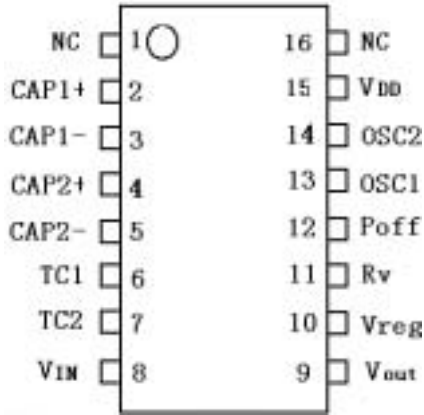 NC 1 16 NC
CAP1+ 2 15 VDD
CAP1- 3 14 OSC2
CAP2+ 4 13 OSC1
CAP2- 5 12 Poff
TC1 6 11 Rv
TC2 7 10 Vreg
VIN 8 9 Vout